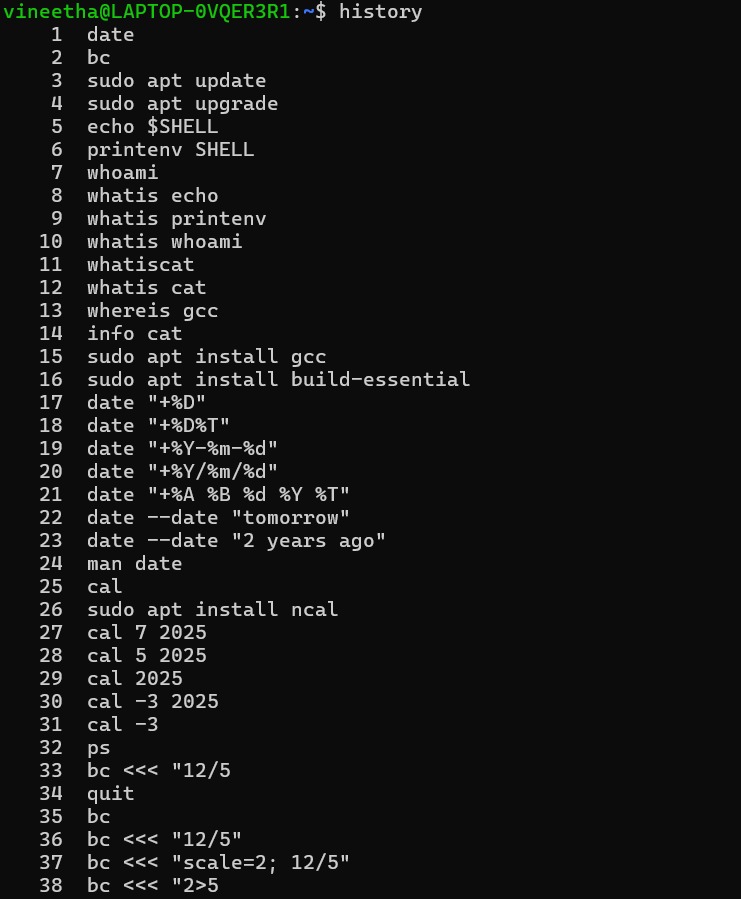 vineetha@LAPTOP-0VQER3R1:~$ history
1 date
2 bc
3 sudo apt update
4 sudo apt upgrade
5 echo $SHELL
6 printenv SHELL
7 whoami
8 whatis echo
9 whatis printenv
10 whatis whoami
11 whatiscat
12 whatis cat
13 whereis gcc
14 info cat
15 sudo apt install gcc
16 sudo apt install build-essential
17 date "+%D"
18 date "+%D%T"
19 date "+%Y-%m-%d"
20 date "+%Y/%m/%d"
21 date "+%A %B %d %Y %T"
22 date --date "tomorrow"
23 date --date "2 years ago"
24 man date
25 cal
26 sudo apt install ncal
27 cal 7 2025
28 cal 5 2025
29 cal 2025
30 cal -3 2025
31 cal -3
32 ps
33 bc <<< "12/5
34 quit
35 bc
36 bc <<< "12/5"
37 bc <<< "scale=2; 12/5"
38 bc <<< "2>5